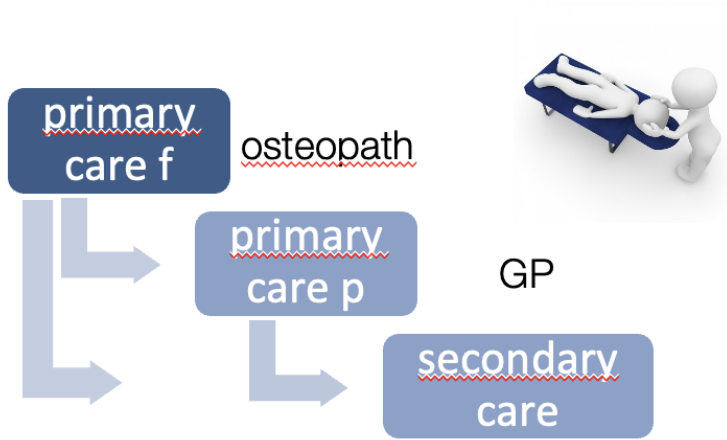 primary
care f
osteopath
primary
care p
GP
secondary
care